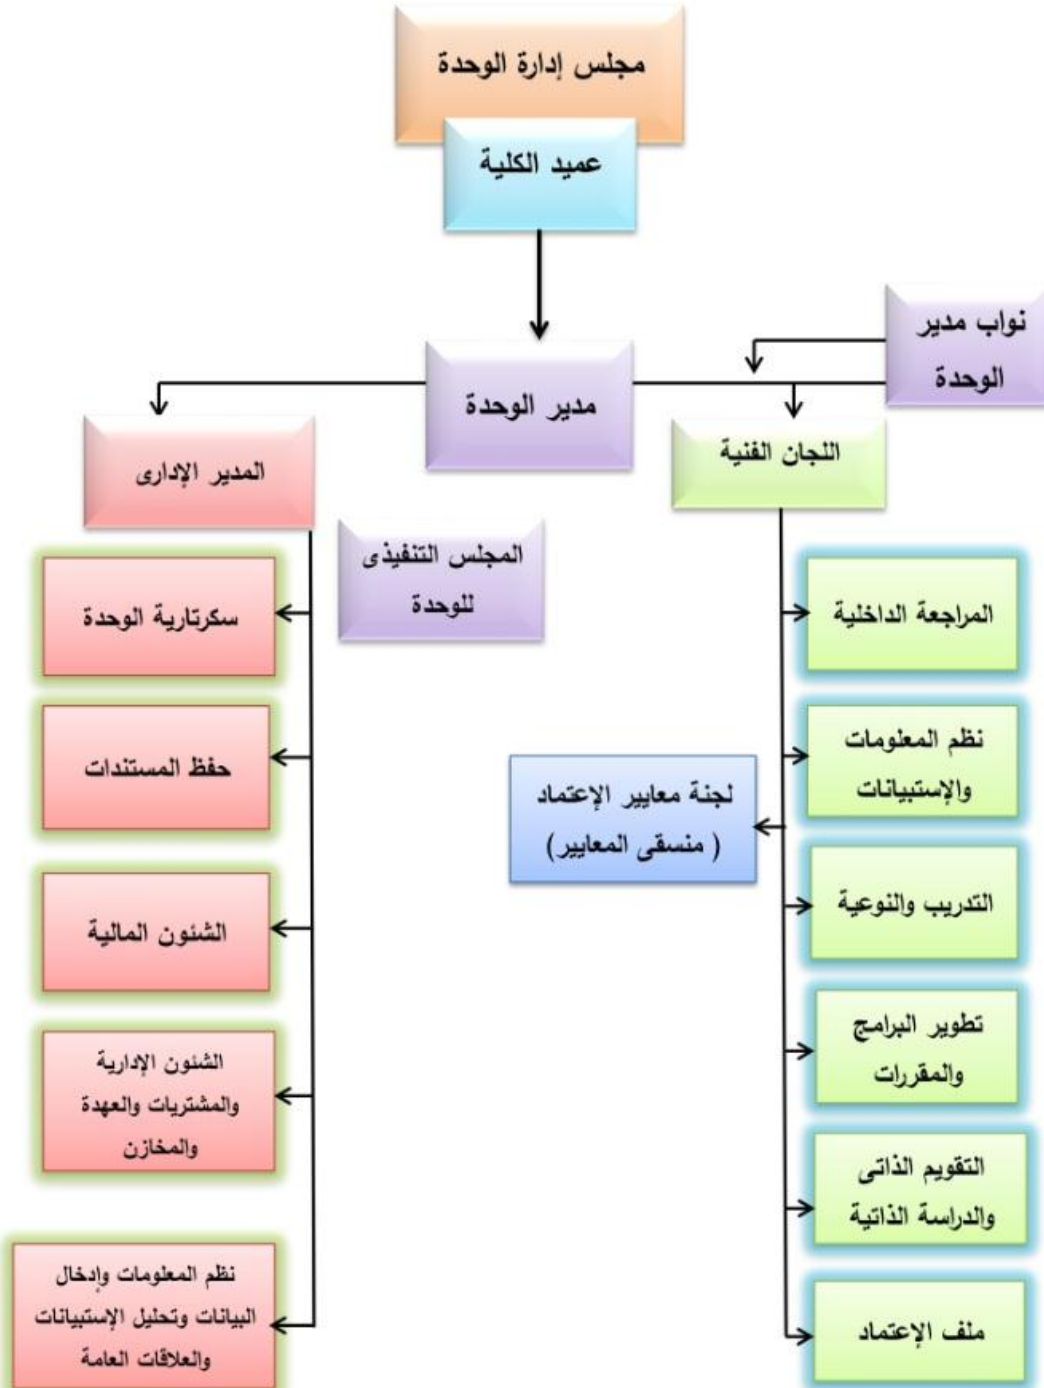 مجلس إدارة الوحدة
عميد الكلية
نواب مدير
الوحدة
مدير الوحدة
اللجان الفنية
المدير الإدارى
المجلس التنفيذى
للوحدة
المراجعة الداخلية
نظم المعلومات
والإستبيانات
لجنة معايير الإعتماد
( منسقى المعايير)
التدريب والنوعية
تطوير البرامج
والمقررات
التقويم الذاتى
والدراسة الذاتية
ملف الإعتماد
سكرتارية الوحدة
حفظ المستندات
الشئون المالية
الشئون الإدارية
والمشتريات والعهدة
والمخازن
نظم المعلومات وإدخال
البيانات وتحليل الإستبيانات
والعلاقات العامة